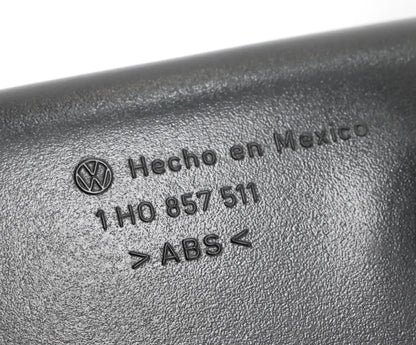 Hecho en Mexico
1H0 857 511
> ABS <